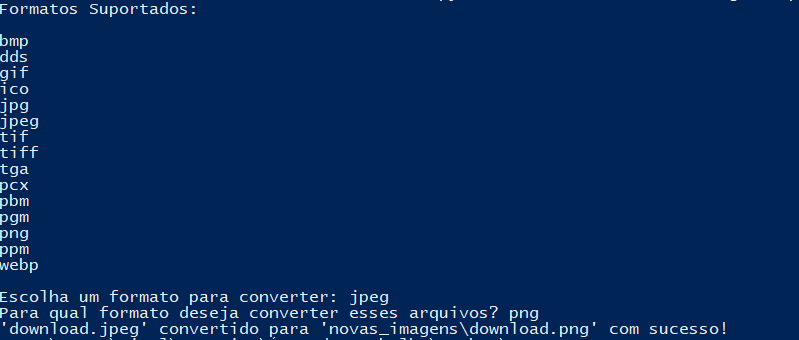 Formatos Suportados:
bmp
dds
gif
ico
jpg
jpeg
tif
tiff
tga
pcx
pbm
pgm
png
ppm
webp
Escolha um formato para converter: jpeg
Para qual formato deseja converter esses arquivos? png
'download.jpeg' convertido para 'novas_imagens\download.png' com sucesso!